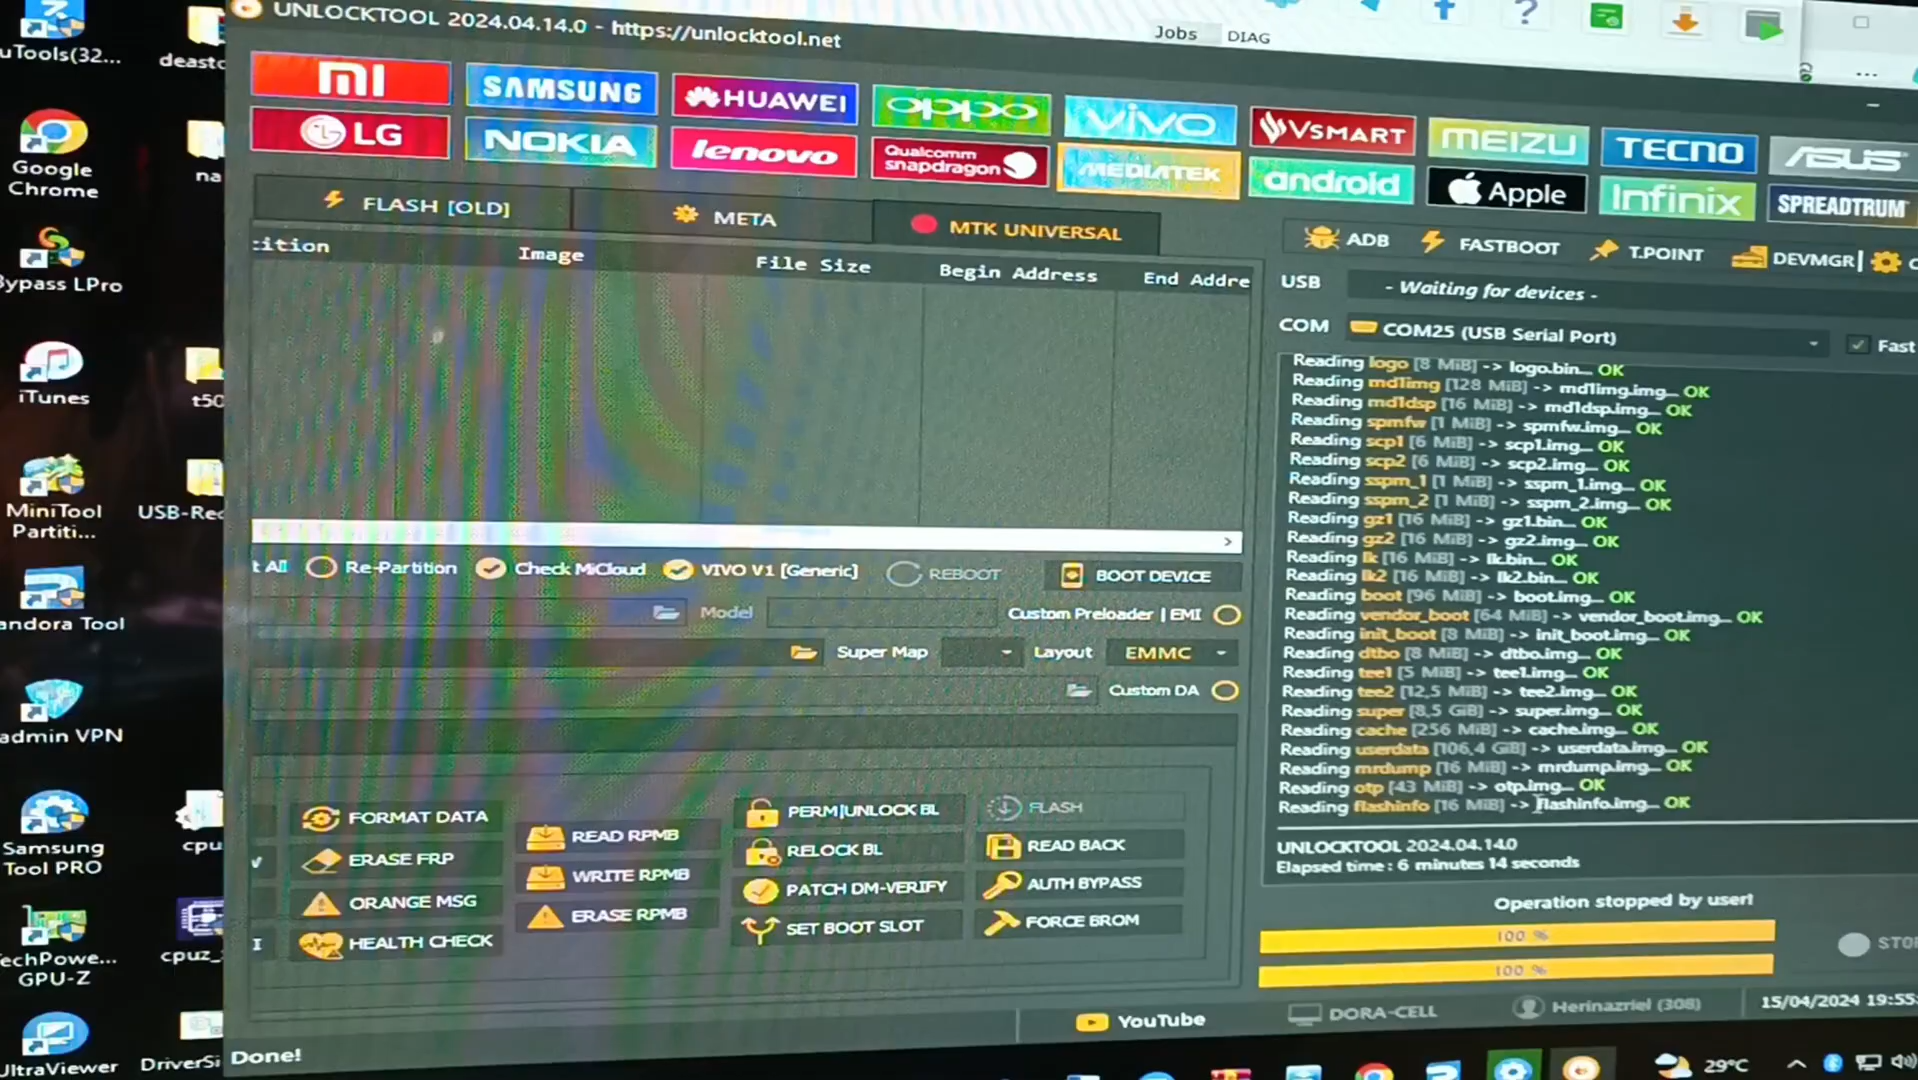 UNLOCKTOOL 2024.04.14.0 - https://unlocktool.net
Jobs
DIAG
uTools(32...
deast
Google
Chrome
na
ypass LPro
iTunes
t50
MiniTool
Partiti...
USB-Rec
andora Tool
admin VPN
Samsung
Tool PRO
cpu
echPowe...
GPU-Z
cpuz_
UltraViewer
DriverSi
MI
SAMSUNG
HUAWEI
oppo
vivo
VSMART
MEIZU
TECNO
ASUS
LG
NOKIA
lenovo
Qualcomm
snapdragon
MEDIATEK
android
Apple
Infinix
SPREADTRUM
FLASH [OLD]
META
MTK UNIVERSAL
ADB
FASTBOOT
T.POINT
DEVMGR
tition
Image
File Size
Begin Address
End Addre
USB
- Waiting for devices -
COM
COM25 (USB Serial Port)
Fast
Reading logo [8 MiB] -> logo.bin... OK
Reading md1img [128 MiB] -> md1img.img... OK
Reading md1dsp [16 MiB] -> md1dsp.img... OK
Reading spmfw [1 MiB] -> spmfw.img... OK
Reading scp1 [6 MiB] -> scp1.img... OK
Reading scp2 [6 MiB] -> scp2.img... OK
Reading sspm_1 [1 MiB] -> sspm_1.img... OK
Reading sspm_2 [1 MiB] -> sspm_2.img... OK
Reading gz1 [16 MiB] -> gz1.bin... OK
Reading gz2 [16 MiB] -> gz2.img... OK
Reading lk [16 MiB] -> lk.bin... OK
Reading lk2 [16 MiB] -> lk2.bin... OK
Reading boot [96 MiB] -> boot.img... OK
Reading vendor_boot [64 MiB] -> vendor_boot.img... OK
Reading init_boot [8 MiB] -> init_boot.img... OK
Reading dtbo [8 MiB] -> dtbo.img... OK
Reading tee1 [5 MiB] -> tee1.img... OK
Reading tee2 [12,5 MiB] -> tee2.img... OK
Reading super [8,5 GiB] -> super.img... OK
Reading cache [256 MiB] -> cache.img... OK
Reading userdata [106,4 GiB] -> userdata.img... OK
Reading mrdump [16 MiB] -> mrdump.img... OK
Reading otp [43 MiB] -> otp.img... OK
Reading flashinfo [16 MiB] -> flashinfo.img... OK
UNLOCKTOOL 2024.04.14.0
Elapsed time : 6 minutes 14 seconds
t All
Re-Partition
Check MiCloud
VIVO V1 [Generic]
REBOOT
BOOT DEVICE
Model
Custom Preloader | EMI
Super Map
Layout
EMMC
Custom DA
FORMAT DATA
ERASE FRP
ORANGE MSG
HEALTH CHECK
READ RPMB
WRITE RPMB
ERASE RPMB
PERM|UNLOCK BL
RELOCK BL
PATCH DM-VERIFY
SET BOOT SLOT
FLASH
READ BACK
AUTH BYPASS
FORCE BROM
Operation stopped by user!
100 %
100 %
STO
YouTube
DORA-CELL
Herinazriel (308)
15/04/2024 19:55
Done!
29°C